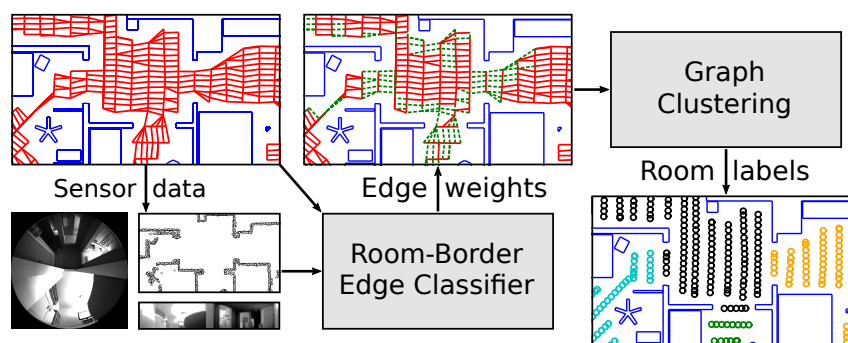 Graph
Clustering
Sensor data
Edge weights
Room labels
Room-Border
Edge Classifier